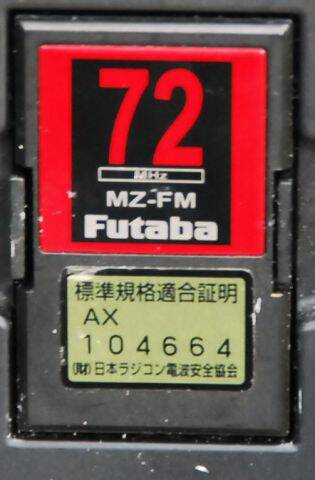 72
MHz
MZ-FM
Futaba
標準規格適合証明
AX
104664
(財)日本ラジコン電波安全協会